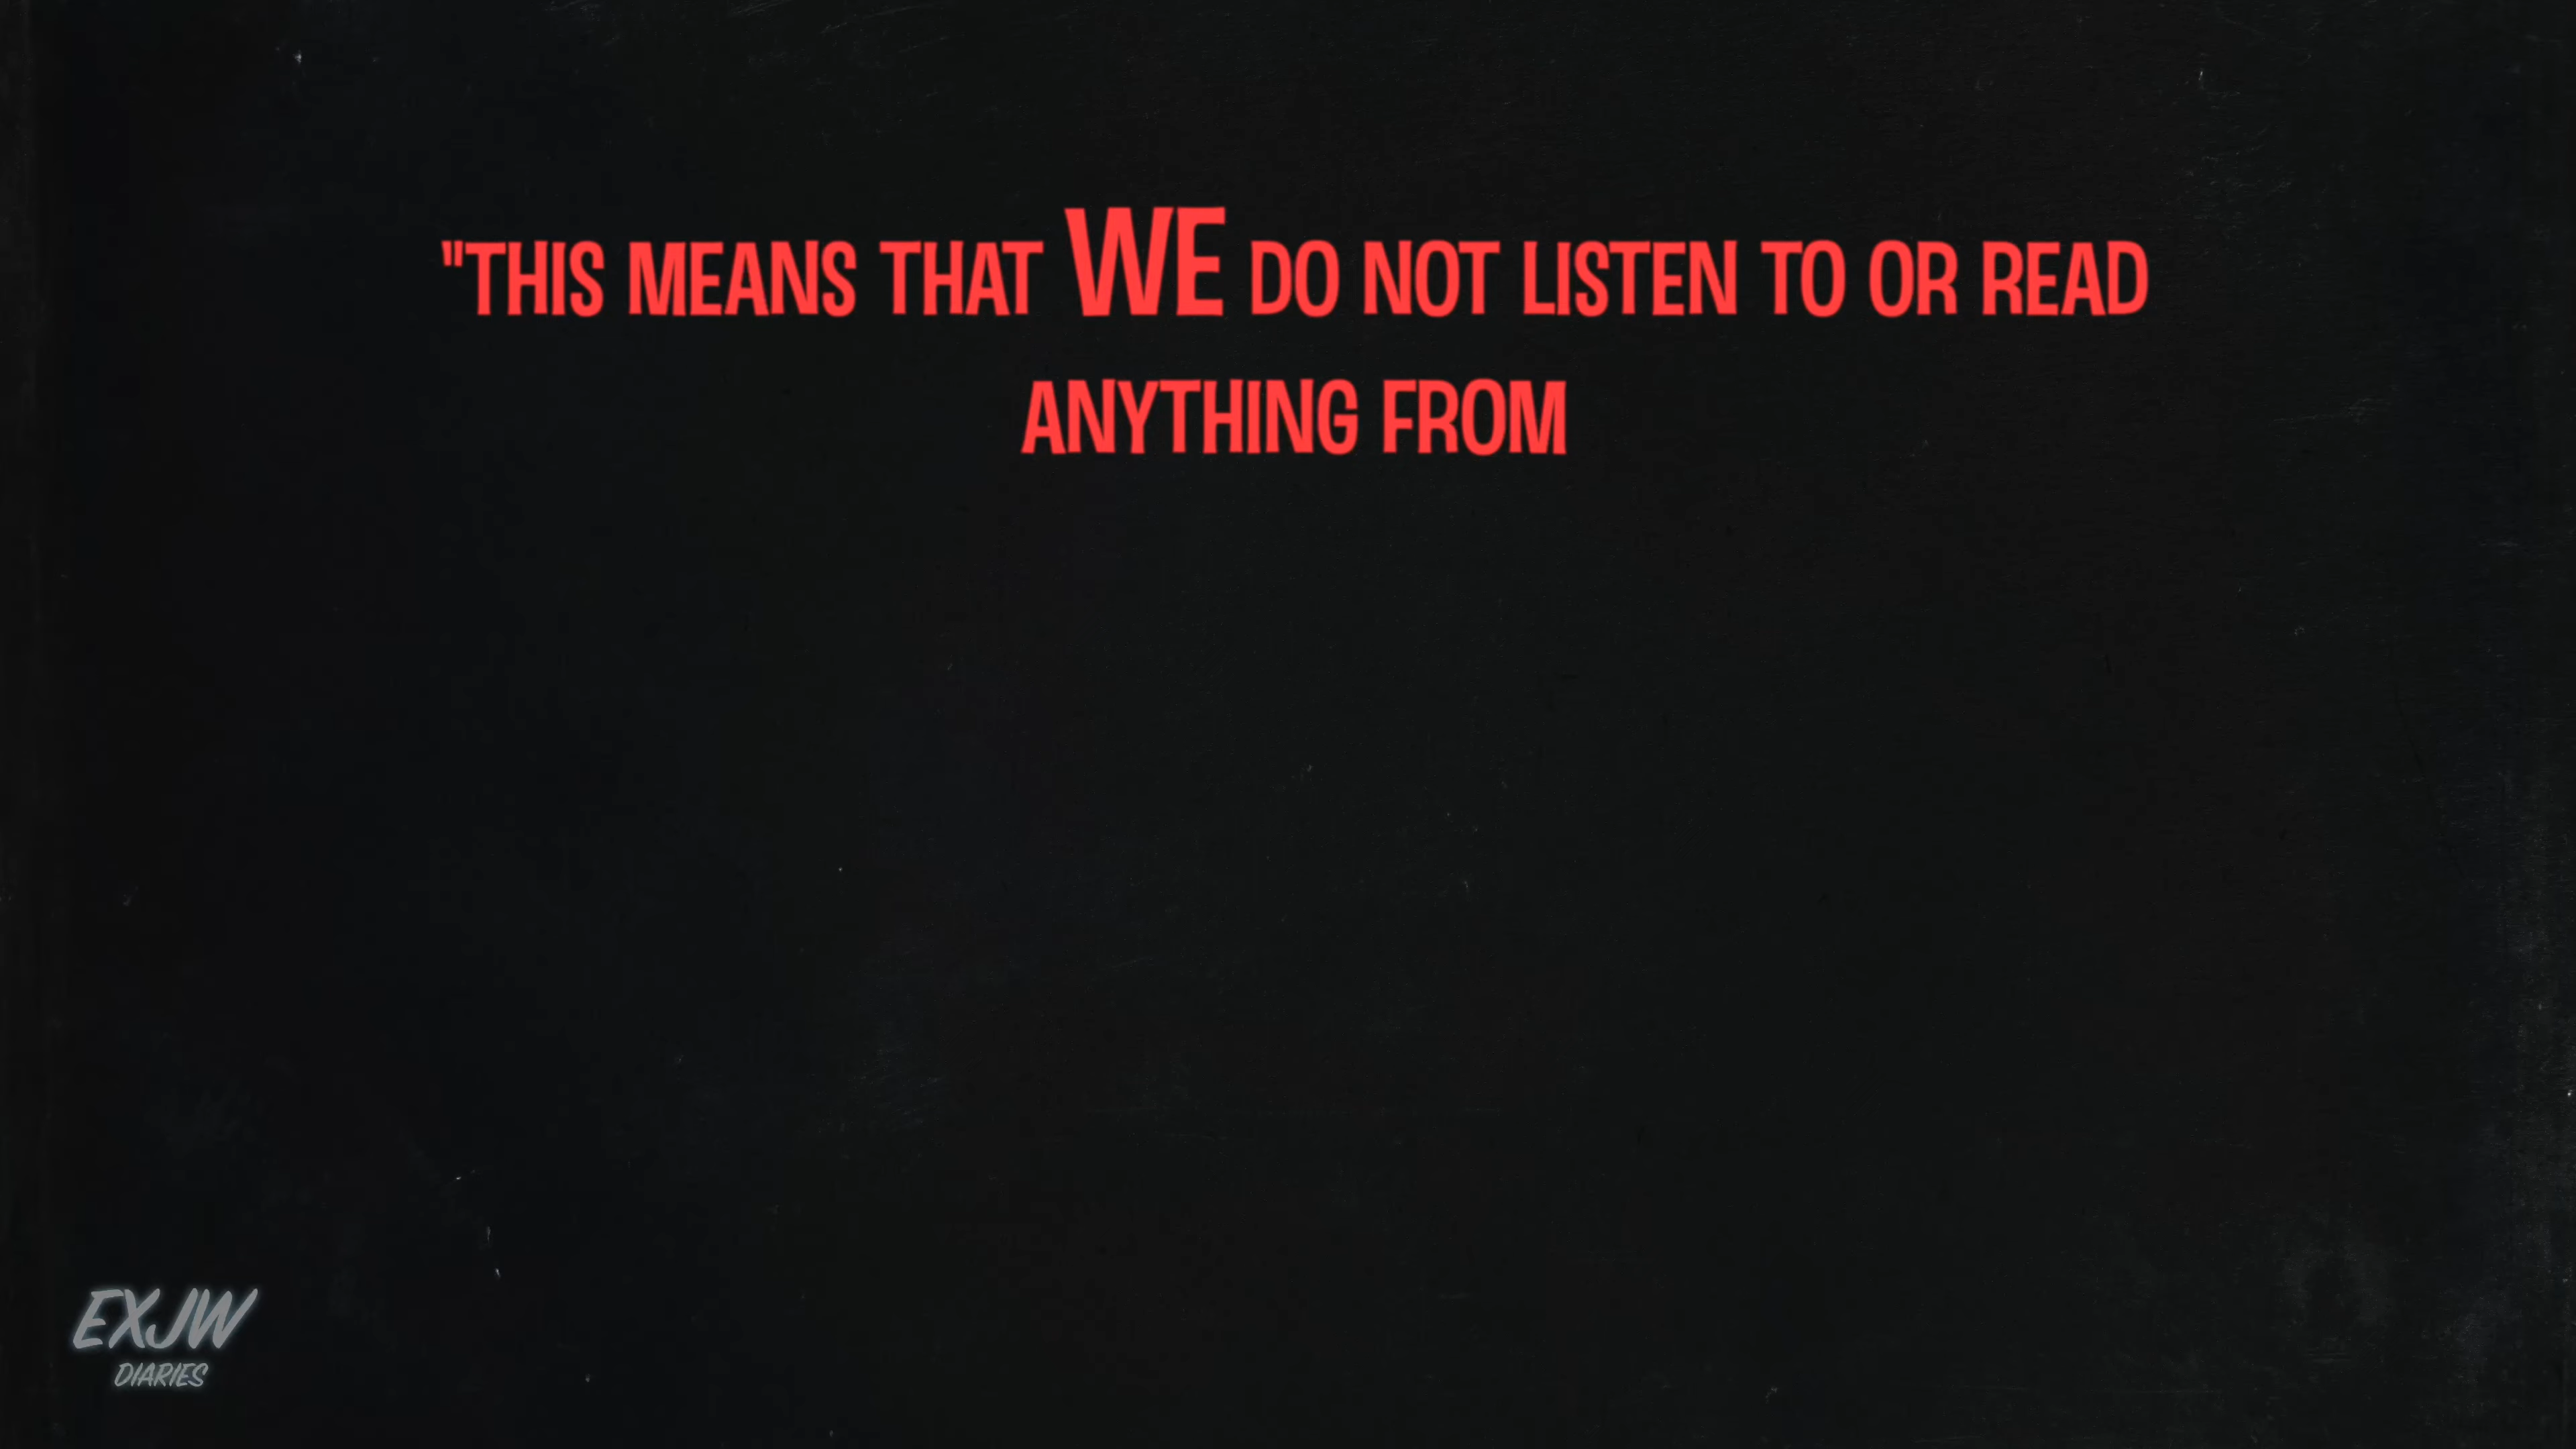 "THIS MEANS THAT WE DO NOT LISTEN TO OR READ
ANYTHING FROM
EXJW
DIARIES